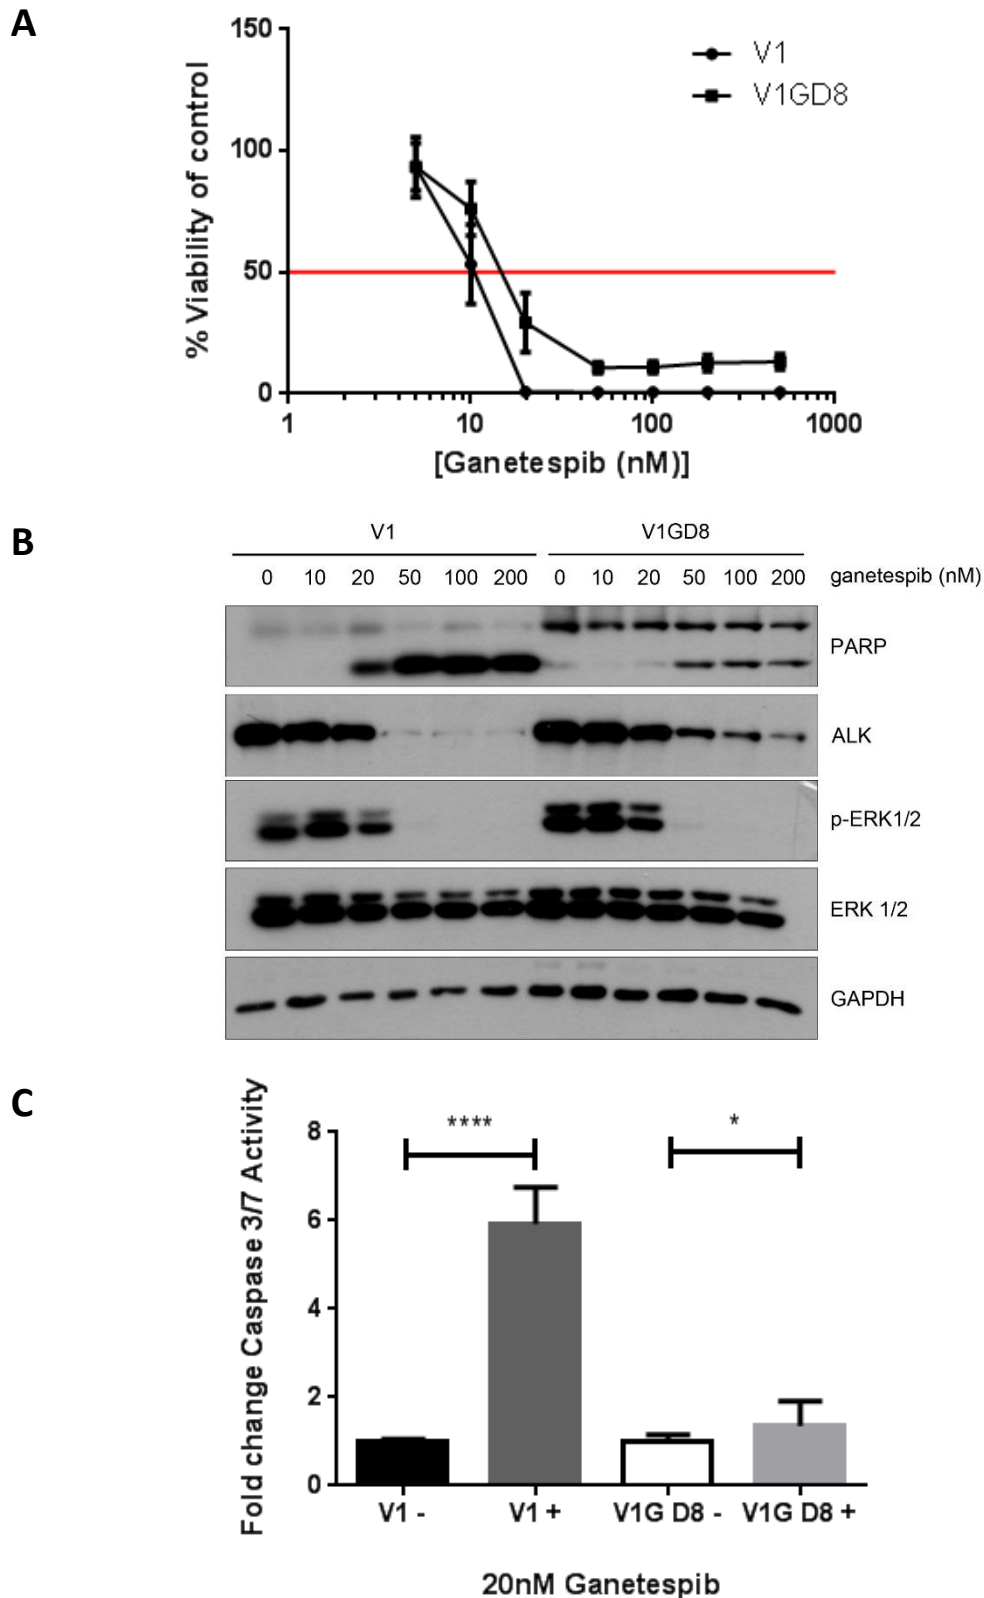 A
150
100
50
0
% Viability of control
V1
V1GD8
1 10 100 1000
[Ganetespib (nM)]
B
V1 V1GD8
0 10 20 50 100 200 0 10 20 50 100 200 ganetespib (nM)
PARP
ALK
p-ERK1/2
ERK 1/2
GAPDH
C
Fold change Caspase 3/7 Activity
8
6
4
2
0
**** *
V1 - V1 + V1G D8 - V1G D8 +
20nM Ganetespib